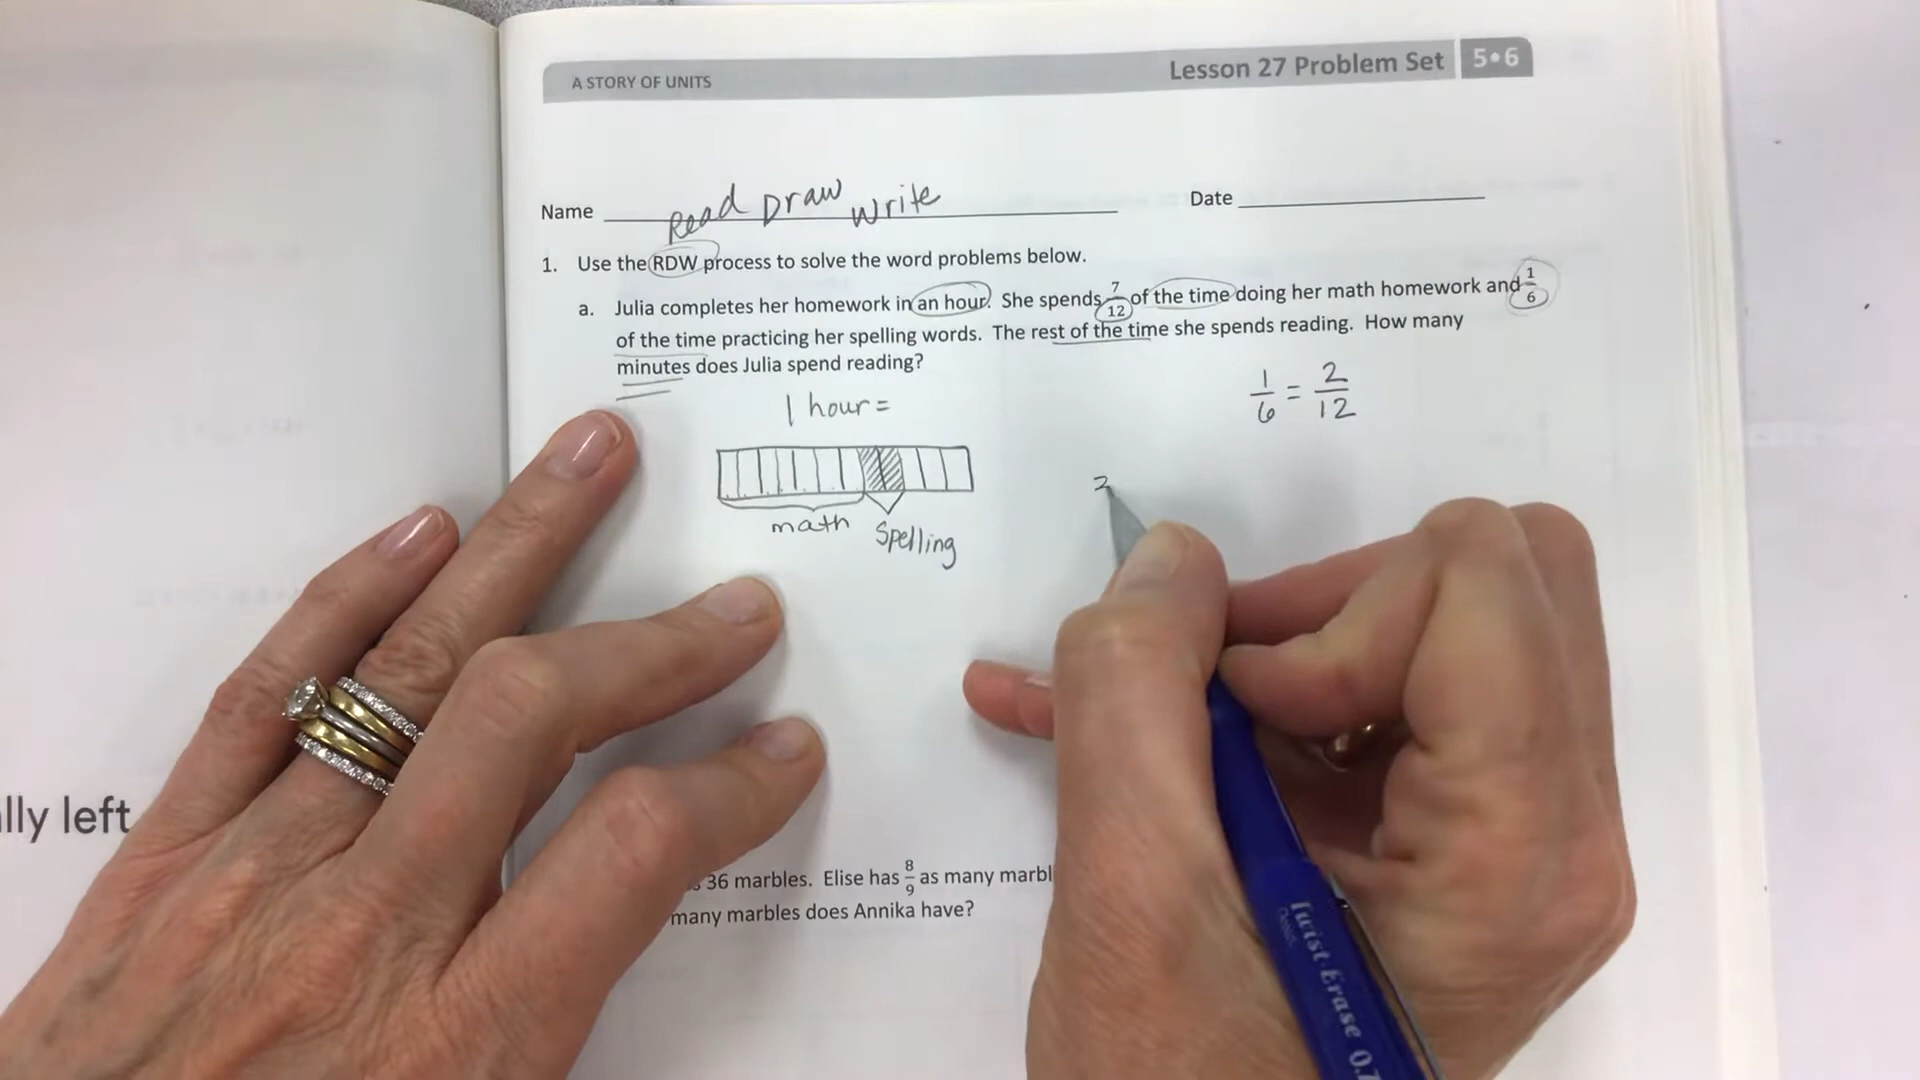 A STORY OF UNITS
Lesson 27 Problem Set 5•6
Name Read Draw Write Date
1. Use the RDW process to solve the word problems below.
a. Julia completes her homework in an hour. She spends 7/12 of the time doing her math homework and 1/6
of the time practicing her spelling words. The rest of the time she spends reading. How many
minutes does Julia spend reading?
1 hour =
1/6 = 2/12
math
Spelling
lly left
36 marbles. Elise has 8/9 as many marbl
many marbles does Annika have?
Twist-Erase 0.7